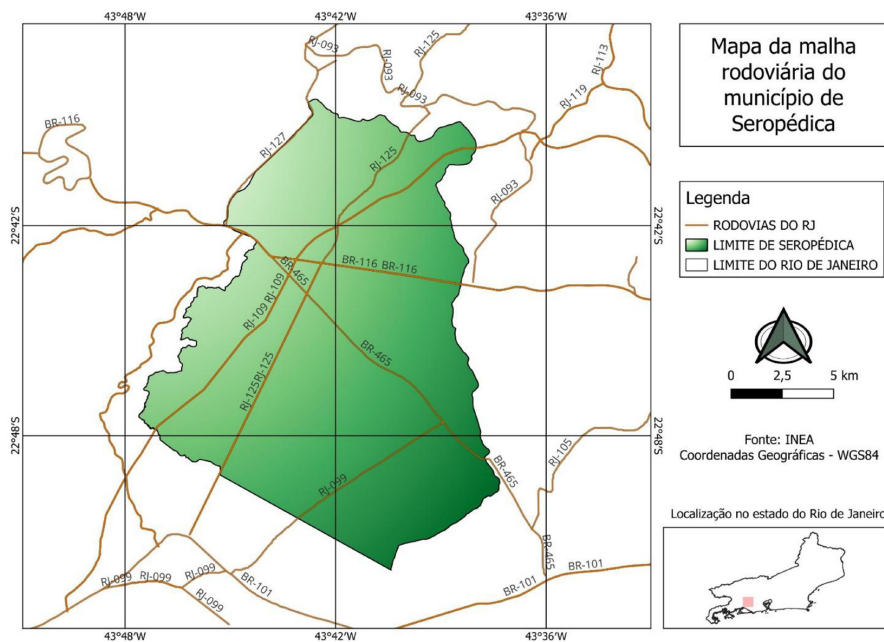 Mapa da malha
rodoviária do
município de
Seropédica
Legenda
RODOVIAS DO RJ
LIMITE DE SEROPÉDICA
LIMITE DO RIO DE JANEIRO
0 2,5 5 km
Fonte: INEA
Coordenadas Geográficas - WGS84
Localização no estado do Rio de Janeiro
43°48'W 43°42'W 43°36'W
RJ-093
RJ-125
RJ-113
RJ-093
RJ-119
RJ-093
BR-116
RJ-127
RJ-125
RJ-093
22°42'S 22°42'S
BR-116 BR-116
BR-465
RJ-109 RJ-109
BR-465
RJ-125 RJ-125
22°48'S 22°48'S
RJ-105
BR-465
RJ-099
BR-465
RJ-099 RJ-099 RJ-099
BR-101
BR-101 BR-101
RJ-099
43°48'W 43°42'W 43°36'W